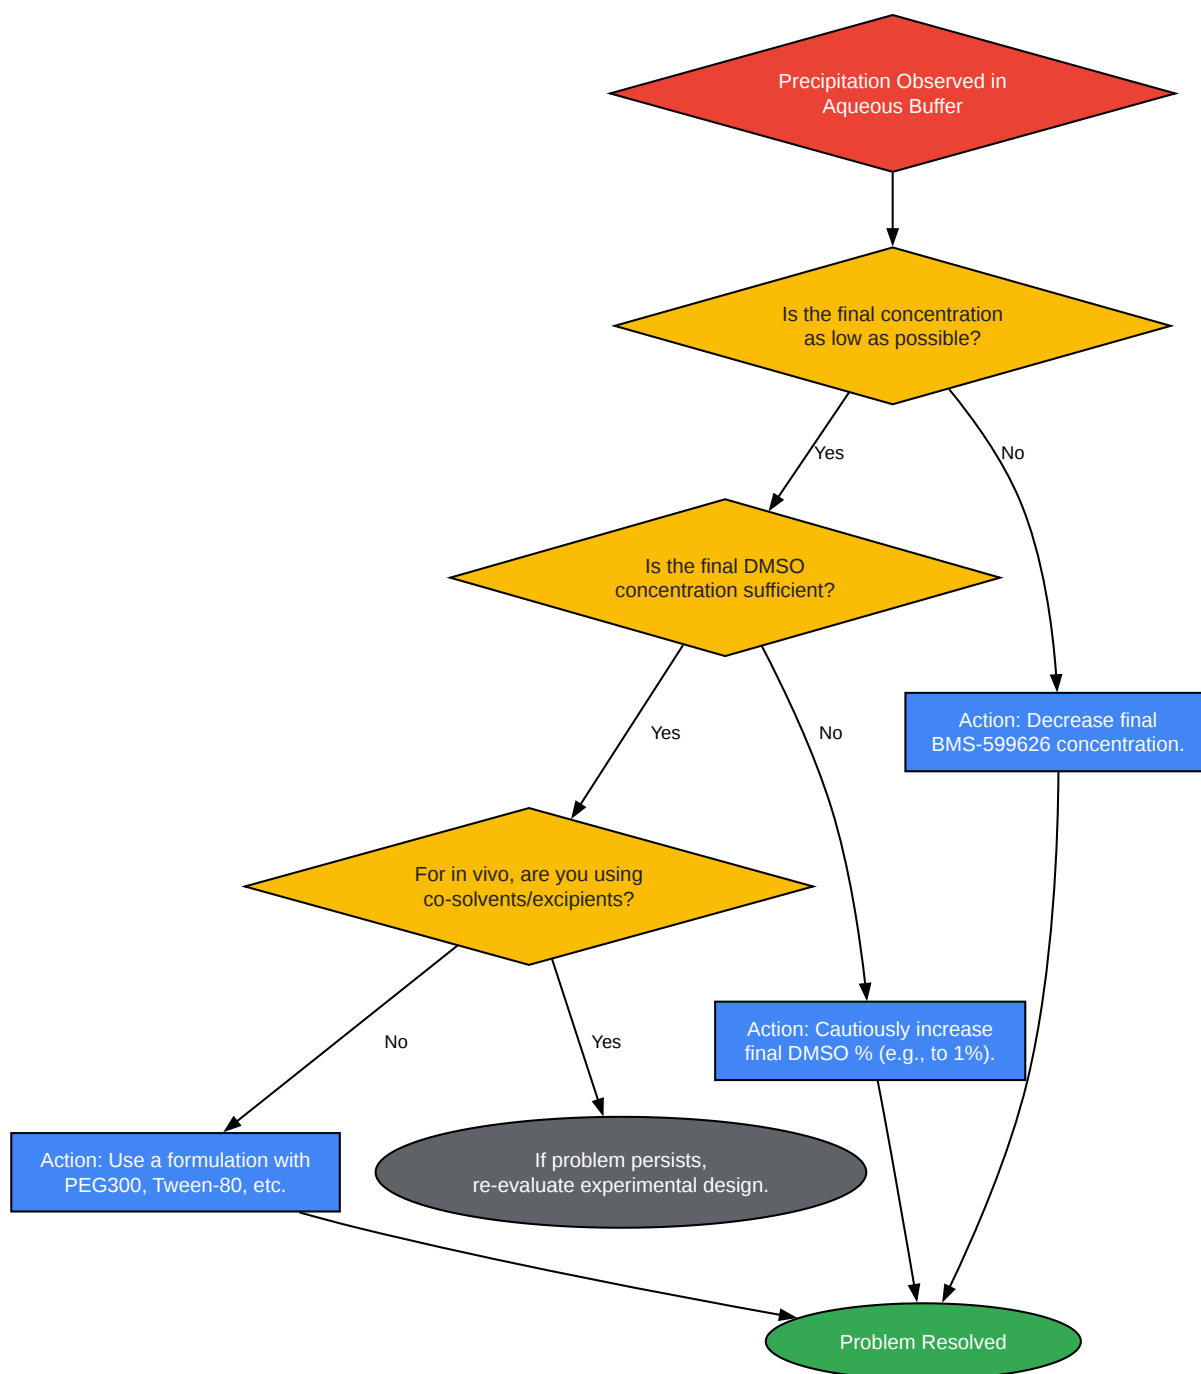 Precipitation Observed in
Aqueous Buffer
Is the final concentration
as low as possible?
Yes
No
Is the final DMSO
concentration sufficient?
Action: Decrease final
BMS-599626 concentration.
Yes
No
For in vivo, are you using
co-solvents/excipients?
Action: Cautiously increase
final DMSO % (e.g., to 1%).
No
Yes
Action: Use a formulation with
PEG300, Tween-80, etc.
If problem persists,
re-evaluate experimental design.
Problem Resolved